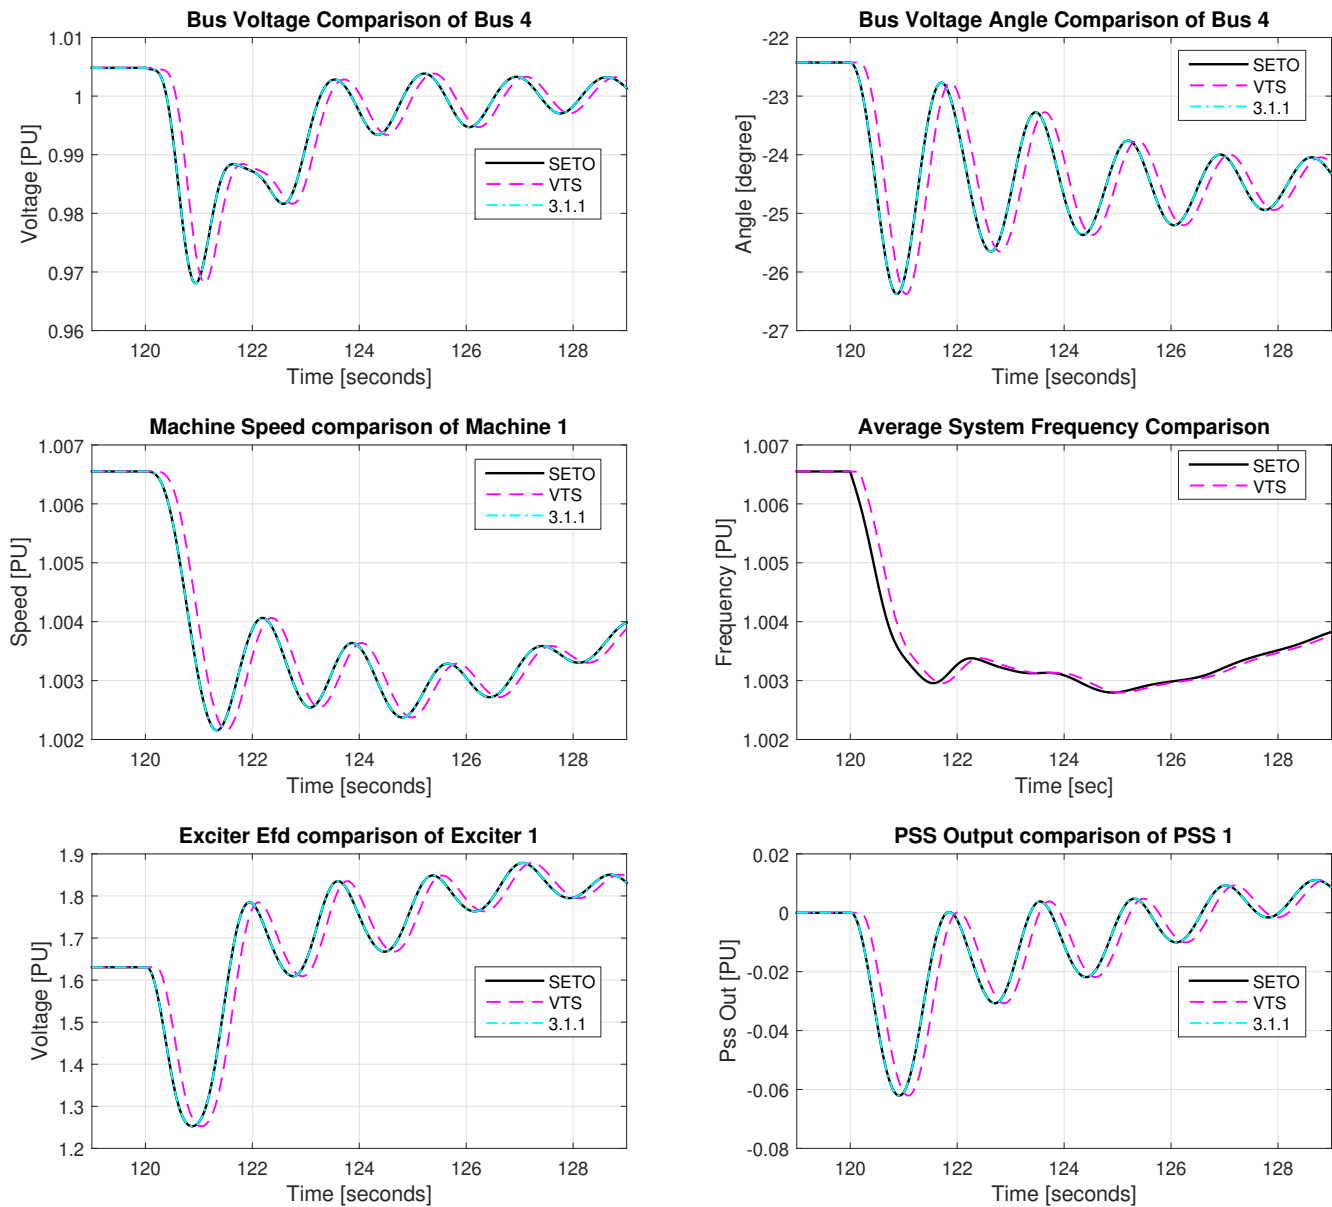 Bus Voltage Comparison of Bus 4
1.01
1
0.99
0.98
0.97
0.96
Voltage [PU]
SETO
VTS
3.1.1
120 122 124 126 128
Time [seconds]
Bus Voltage Angle Comparison of Bus 4
-22
-23
-24
-25
-26
-27
Angle [degree]
SETO
VTS
3.1.1
120 122 124 126 128
Time [seconds]
Machine Speed comparison of Machine 1
1.007
1.006
1.005
1.004
1.003
1.002
Speed [PU]
SETO
VTS
3.1.1
120 122 124 126 128
Time [seconds]
Average System Frequency Comparison
1.007
1.006
1.005
1.004
1.003
1.002
Frequency [PU]
SETO
VTS
120 122 124 126 128
Time [sec]
Exciter Efd comparison of Exciter 1
1.9
1.8
1.7
1.6
1.5
1.4
1.3
1.2
Voltage [PU]
SETO
VTS
3.1.1
120 122 124 126 128
Time [seconds]
PSS Output comparison of PSS 1
0.02
0
-0.02
-0.04
-0.06
-0.08
Pss Out [PU]
SETO
VTS
3.1.1
120 122 124 126 128
Time [seconds]